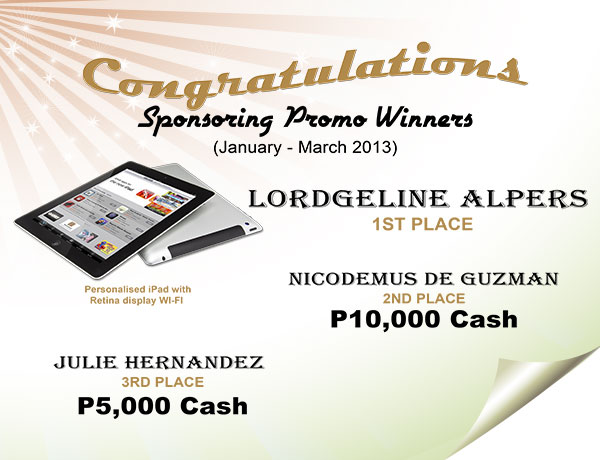 Congratulations
Sponsoring Promo Winners
(January - March 2013)
LORDGELINE ALPERS
1ST PLACE
Personalised iPad with
Retina display WI-FI
NICODEMUS DE GUZMAN
2ND PLACE
P10,000 Cash
JULIE HERNANDEZ
3RD PLACE
P5,000 Cash